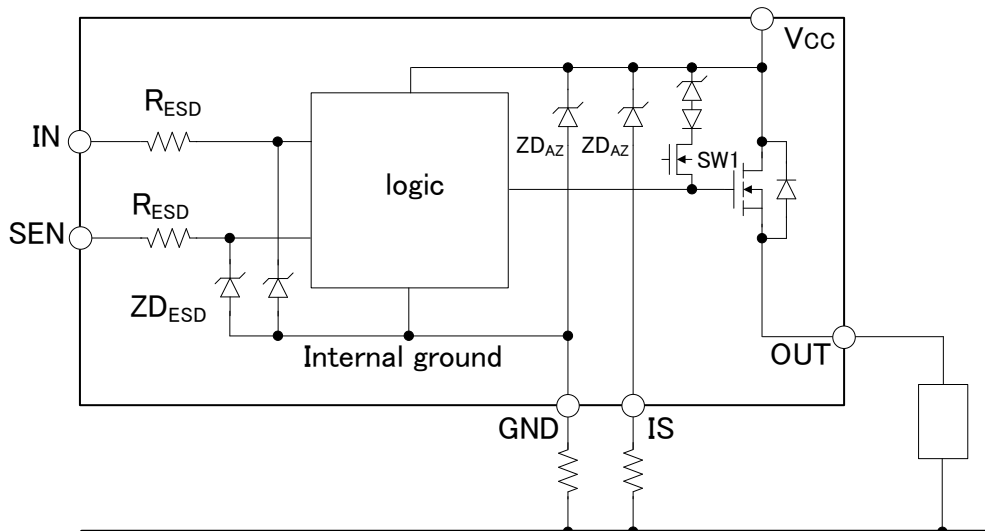 VCC
RESD
IN
ZDAZ
ZDAZ
SW1
logic
RESD
SEN
ZDESD
Internal ground
OUT
GND
IS